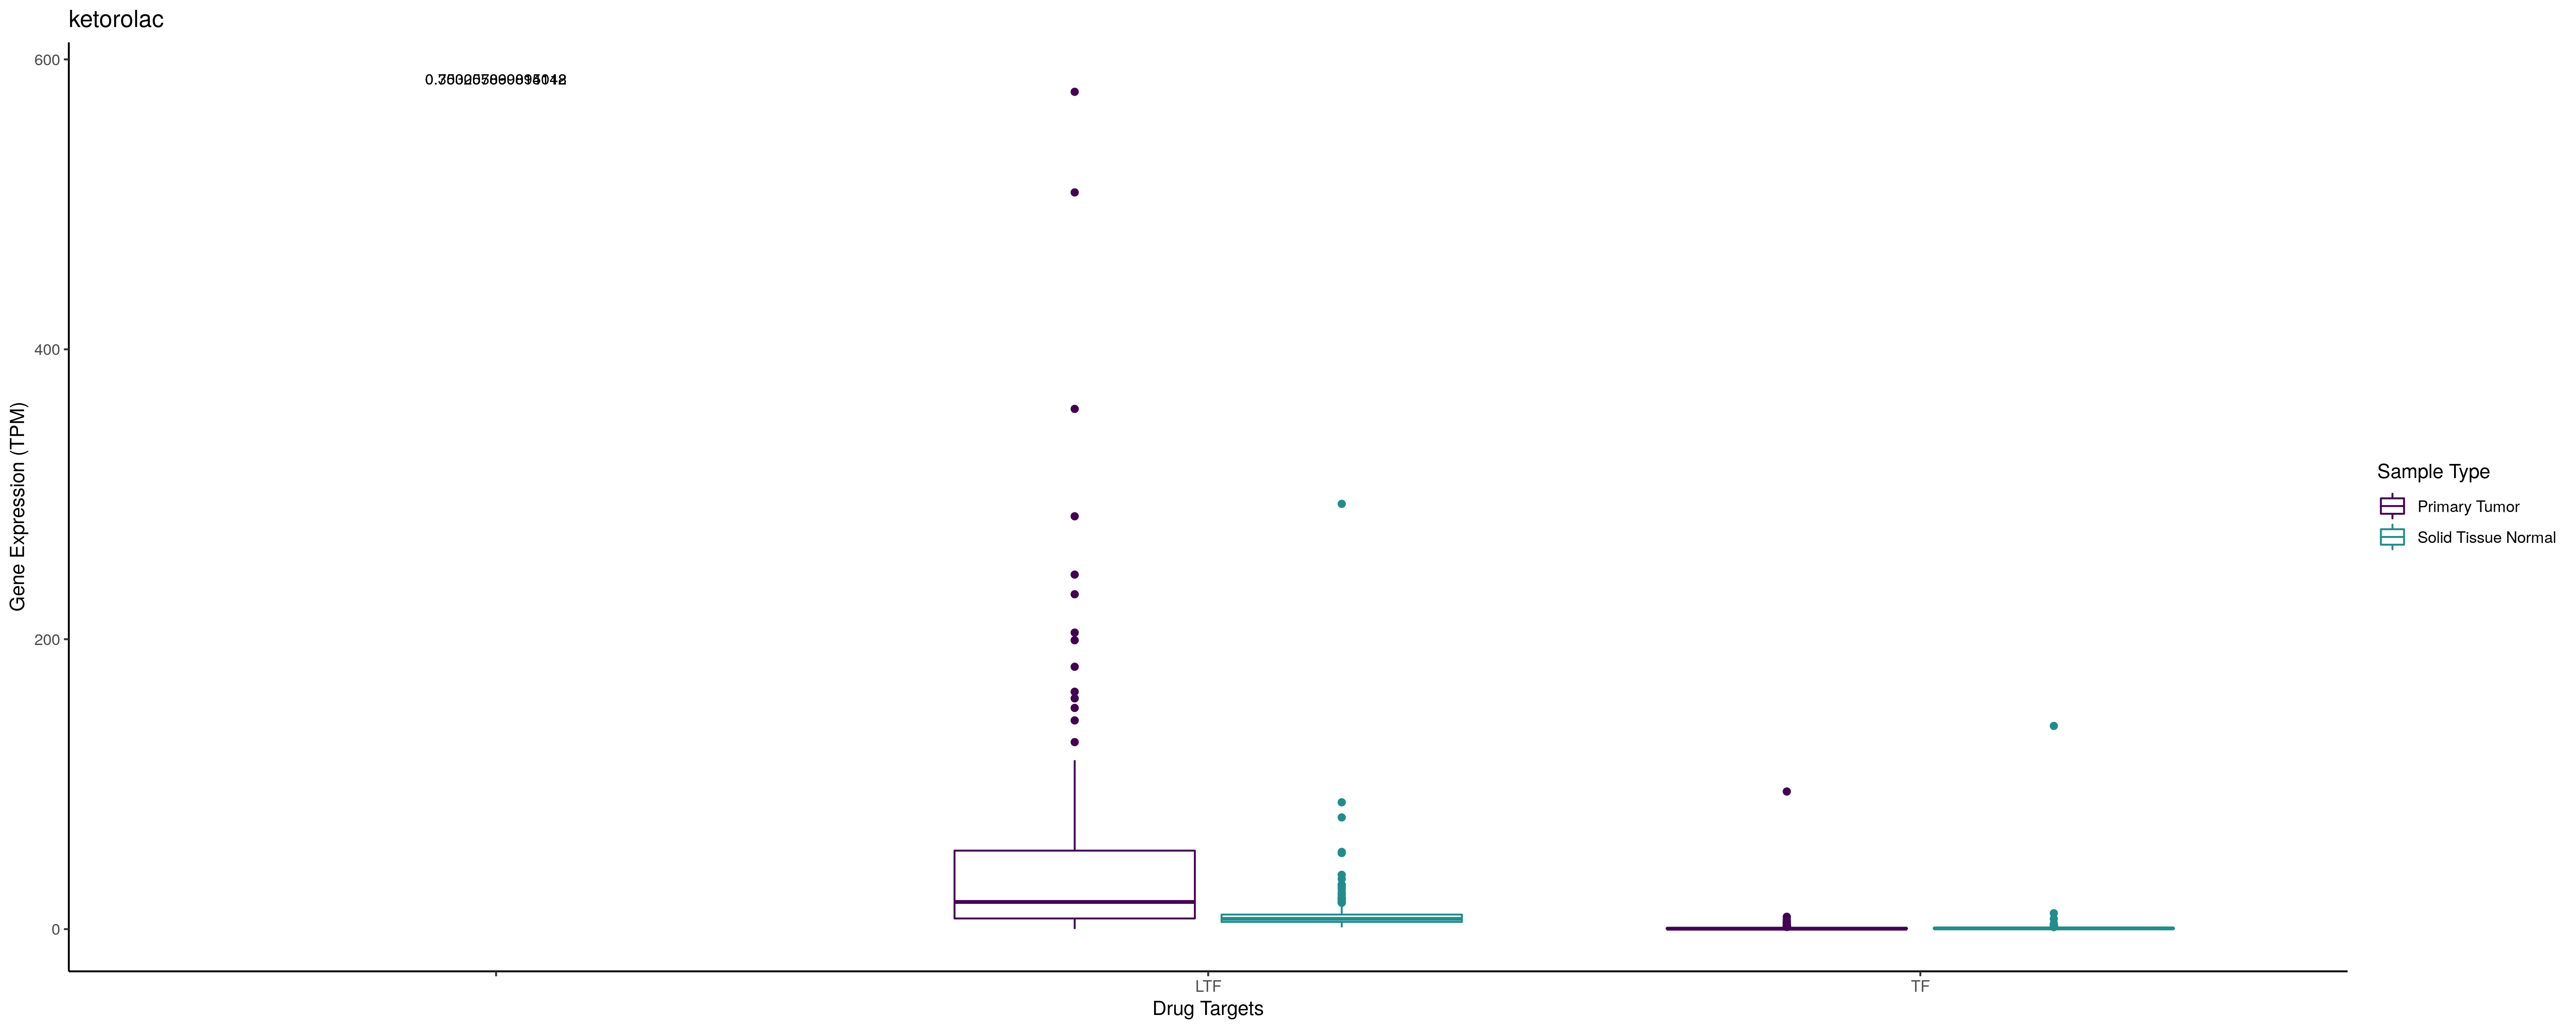 ketorolac
600
400
200
0
Gene Expression (TPM)
LTF
TF
Drug Targets
Sample Type
Primary Tumor
Solid Tissue Normal